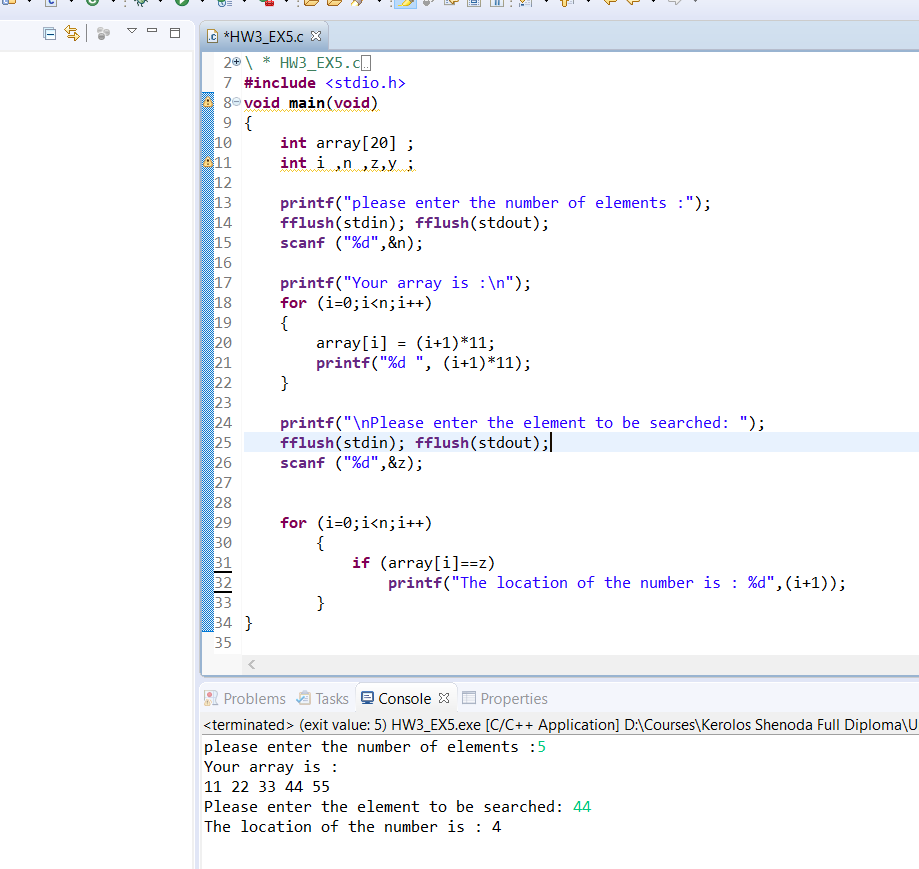 *HW3_EX5.c
2 \ * HW3_EX5.c
7 #include <stdio.h>
8 void main(void)
9 {
10     int array[20] ;
11     int i ,n ,z,y ;
12
13     printf("please enter the number of elements :");
14     fflush(stdin); fflush(stdout);
15     scanf ("%d",&n);
16
17     printf("Your array is :\n");
18     for (i=0;i<n;i++)
19     {
20         array[i] = (i+1)*11;
21         printf("%d ", (i+1)*11);
22     }
23
24     printf("\nPlease enter the element to be searched: ");
25     fflush(stdin); fflush(stdout);
26     scanf ("%d",&z);
27
28
29     for (i=0;i<n;i++)
30         {
31             if (array[i]==z)
32                 printf("The location of the number is : %d",(i+1));
33         }
34 }
35
Problems Tasks Console Properties
<terminated> (exit value: 5) HW3_EX5.exe [C/C++ Application] D:\Courses\Kerolos Shenoda Full Diploma\U
please enter the number of elements :5
Your array is :
11 22 33 44 55
Please enter the element to be searched: 44
The location of the number is : 4